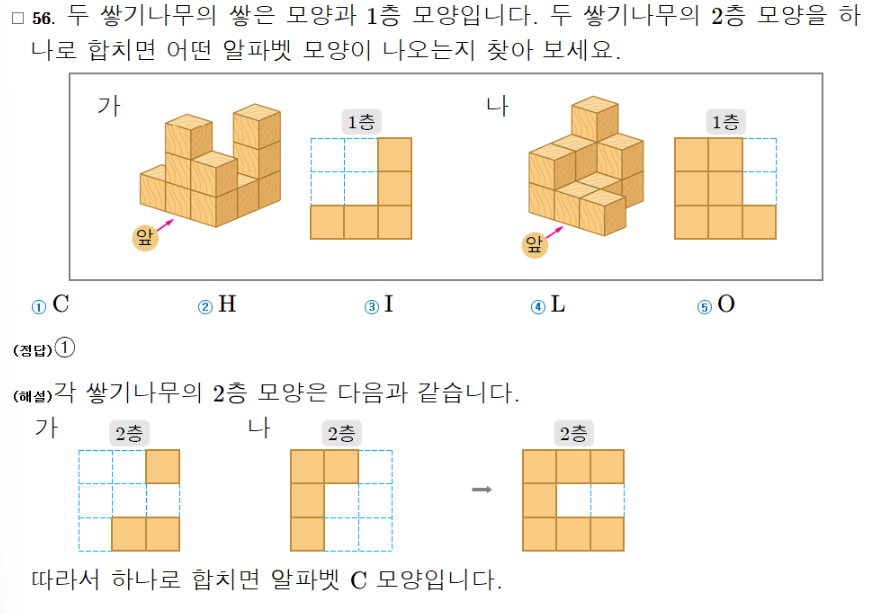 □ 56. 두 쌓기나무의 쌓은 모양과 1층 모양입니다. 두 쌓기나무의 2층 모양을 하
나로 합치면 어떤 알파벳 모양이 나오는지 찾아 보세요.
가 1층 나 1층
앞 앞
① C ② H ③ I ④ L ⑤ O
(정답)①
(해설)각 쌓기나무의 2층 모양은 다음과 같습니다.
가 2층 나 2층 → 2층
따라서 하나로 합치면 알파벳 C 모양입니다.